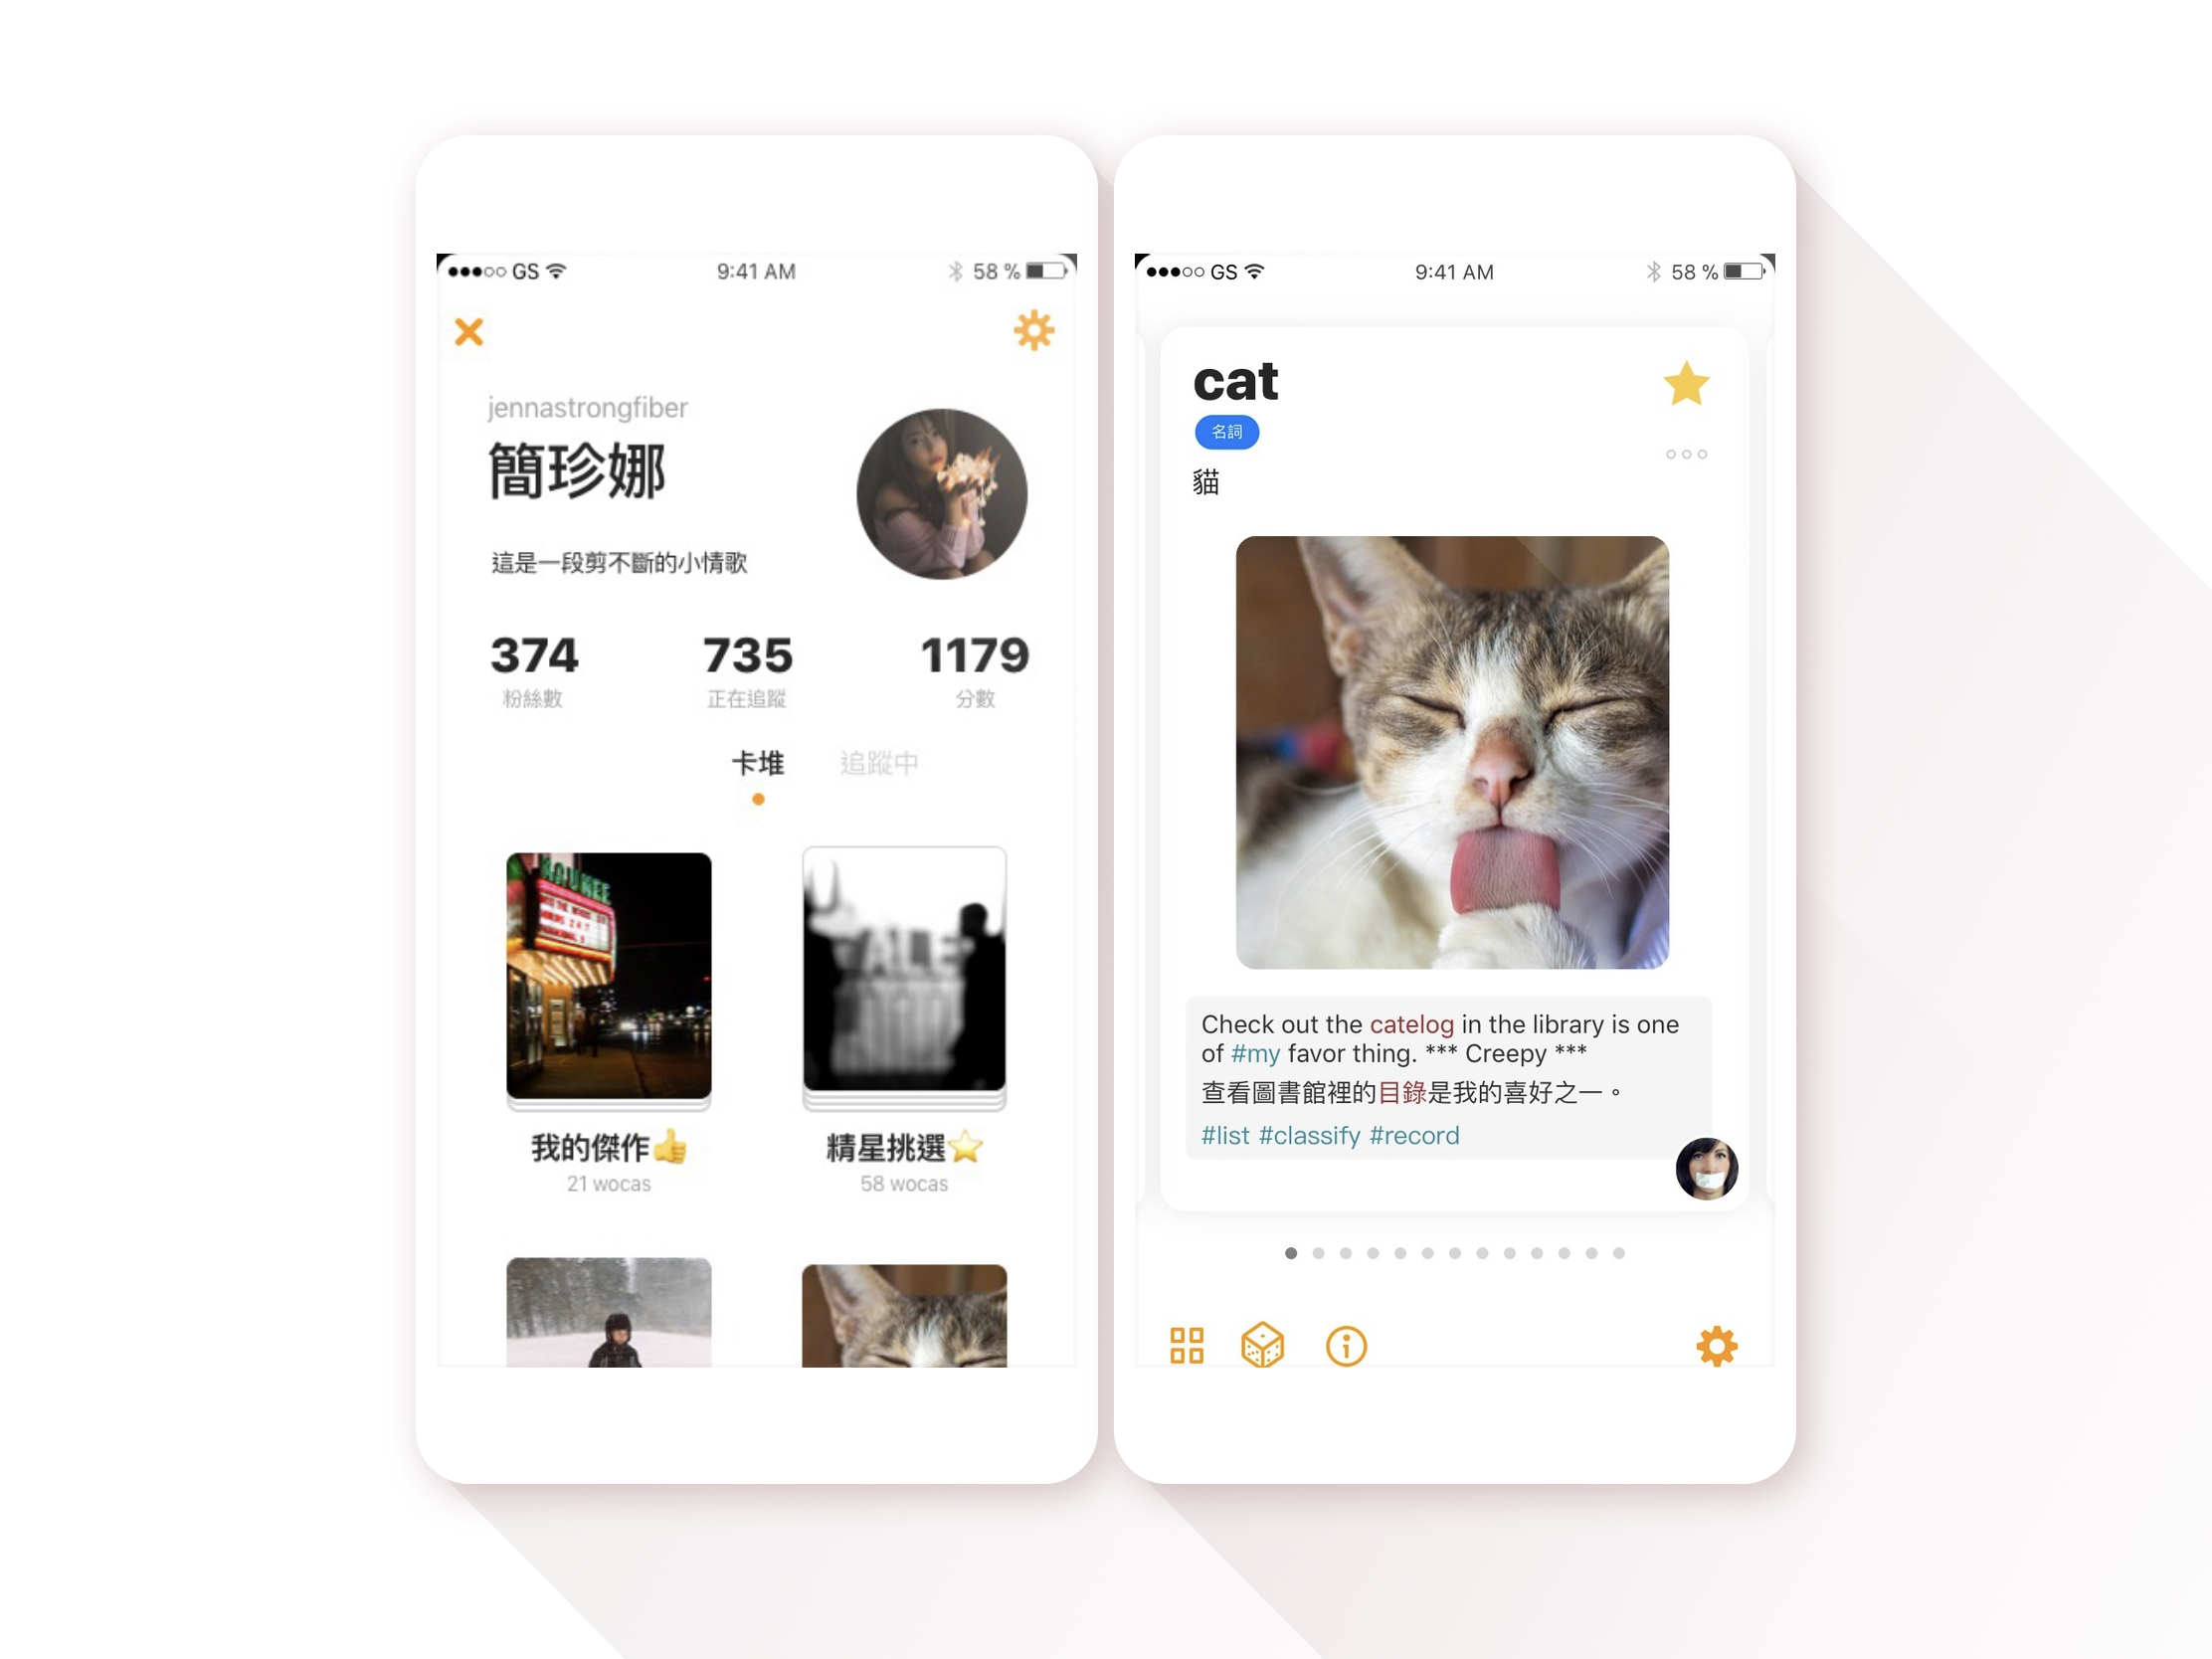 GS 9:41 AM 58 %
jennastrongfiber
簡珍娜
這是一段剪不斷的小情歌
374 735 1179
粉絲數 正在追蹤 分數
卡堆 追蹤中
我的傑作👍 精星挑選⭐
21 wocas 58 wocas
GS 9:41 AM 58 %
cat
名詞
貓
Check out the catelog in the library is one
of #my favor thing. *** Creepy ***
查看圖書館裡的目錄是我的喜好之一。
#list #classify #record